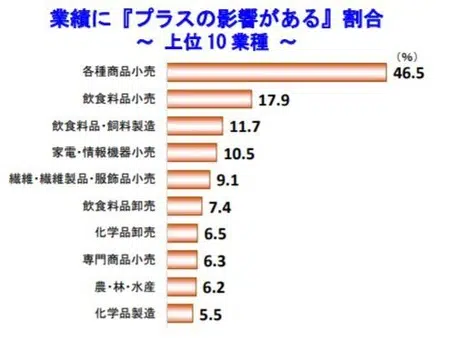 業績に『プラスの影響がある』割合
～ 上位10業種 ～
（%）
各種商品小売 46.5
飲食料品小売 17.9
飲食料品・飼料製造 11.7
家電・情報機器小売 10.5
繊維・繊維製品・服飾品小売 9.1
飲食料品卸売 7.4
化学品卸売 6.5
専門商品小売 6.3
農・林・水産 6.2
化学品製造 5.5